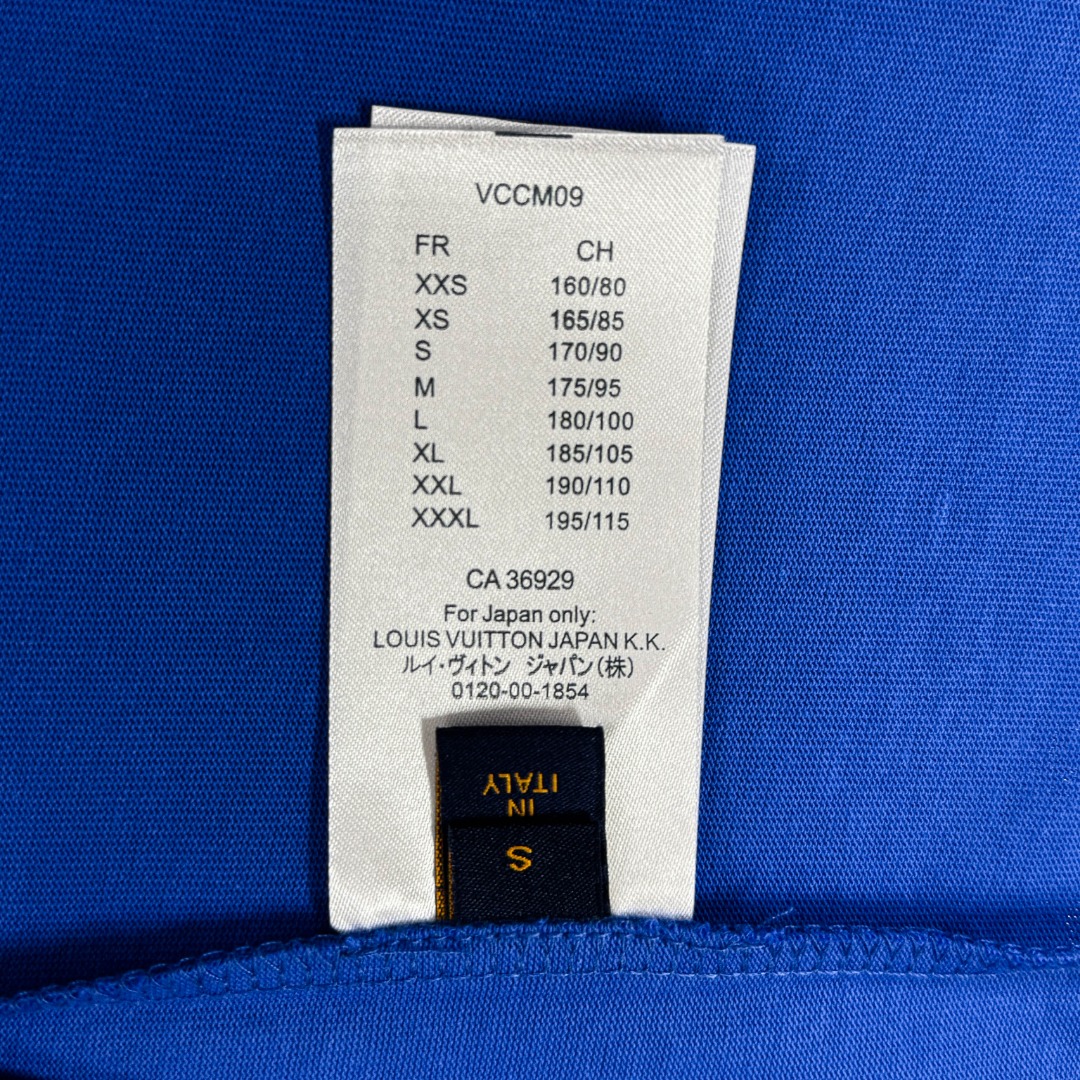 VCCM09
FR CH
XXS 160/80
XS 165/85
S 170/90
M 175/95
L 180/100
XL 185/105
XXL 190/110
XXXL 195/115
CA 36929
For Japan only:
LOUIS VUITTON JAPAN K.K.
ルイ・ヴィトン ジャパン(株)
0120-00-1854
IN
ITALY
S